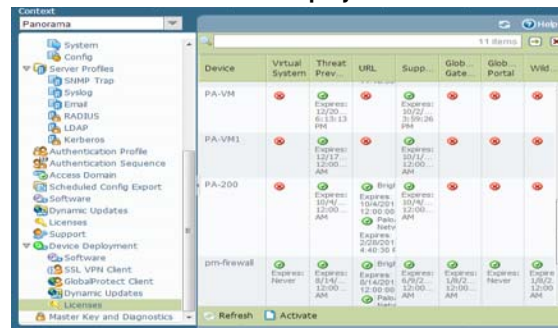 Context
Panorama
Help
System
Config
Server Profiles
SNMP Trap
Syslog
Email
RADIUS
LDAP
Kerberos
Authentication Profile
Authentication Sequence
Access Domain
Scheduled Config Export
Software
Dynamic Updates
Licenses
Support
Device Deployment
Software
SSL VPN Client
GlobalProtect Client
Dynamic Updates
Licenses
Master Key and Diagnostics
11 items
Device Virtual System Threat Prev... URL Supp... Glob... Gate... Glob... Portal Wild...
PA-VM
Expires: 12/20... 6:13:13 PM
Expires: 10/2/... 3:59:26 PM
PA-VM1
Expires: 12/17... 12:00... AM
Expires: 10/1/... 12:00... AM
PA-200
Expires: 10/4/... 12:00... AM
Brigh
Expires
10/4/201
12:00:00
Palo
Netw
Expires
2/28/201
4:40:30
Expires: 10/4/... 12:00... AM
pm-firewall
Expires: Never
Expires: 8/14/... 12:00... AM
Brigh
Expires
8/14/201
12:00:00
Palo
Expires: 6/9/2... 12:00... AM
Expires: 1/8/2... 12:00... AM
Expires: Never
Expire 1/8/2 12:00 AM
Refresh Activate